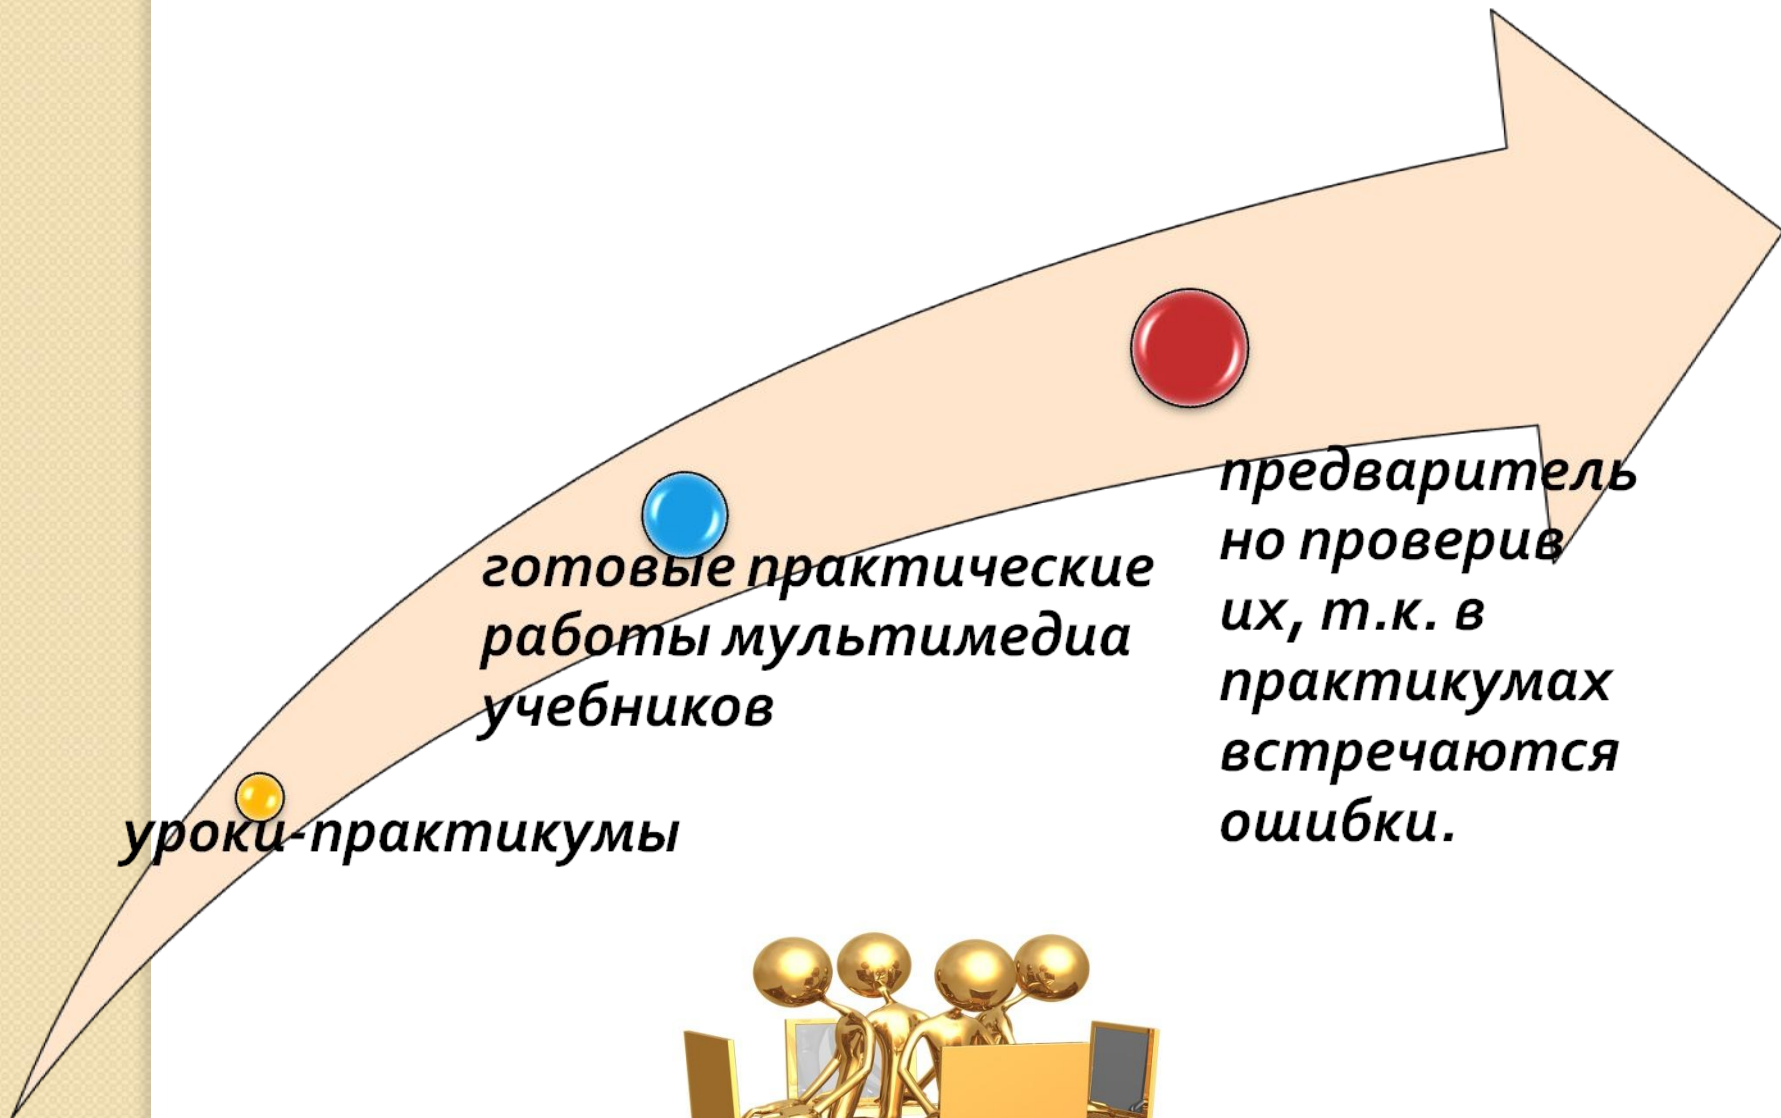 уроки-практикумы
готовые практические
работы мультимедиа
учебников
предваритель
но проверив
их, т.к. в
практикумах
встречаются
ошибки.